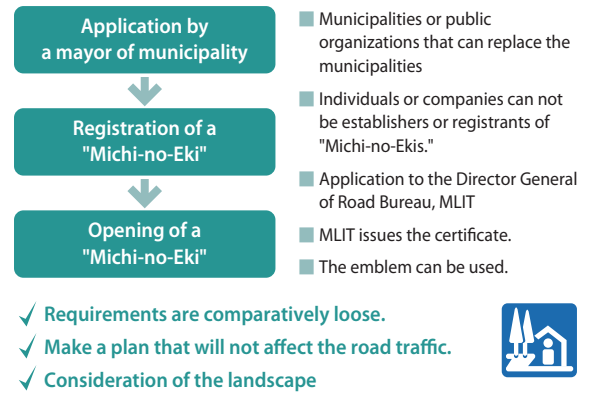 Application by
a mayor of municipality
Registration of a
"Michi-no-Eki"
Opening of a
"Michi-no-Eki"
Municipalities or public
organizations that can replace the
municipalities
Individuals or companies can not
be establishers or registrants of
"Michi-no-Ekis."
Application to the Director General
of Road Bureau, MLIT
MLIT issues the certificate.
The emblem can be used.
Requirements are comparatively loose.
Make a plan that will not affect the road traffic.
Consideration of the landscape